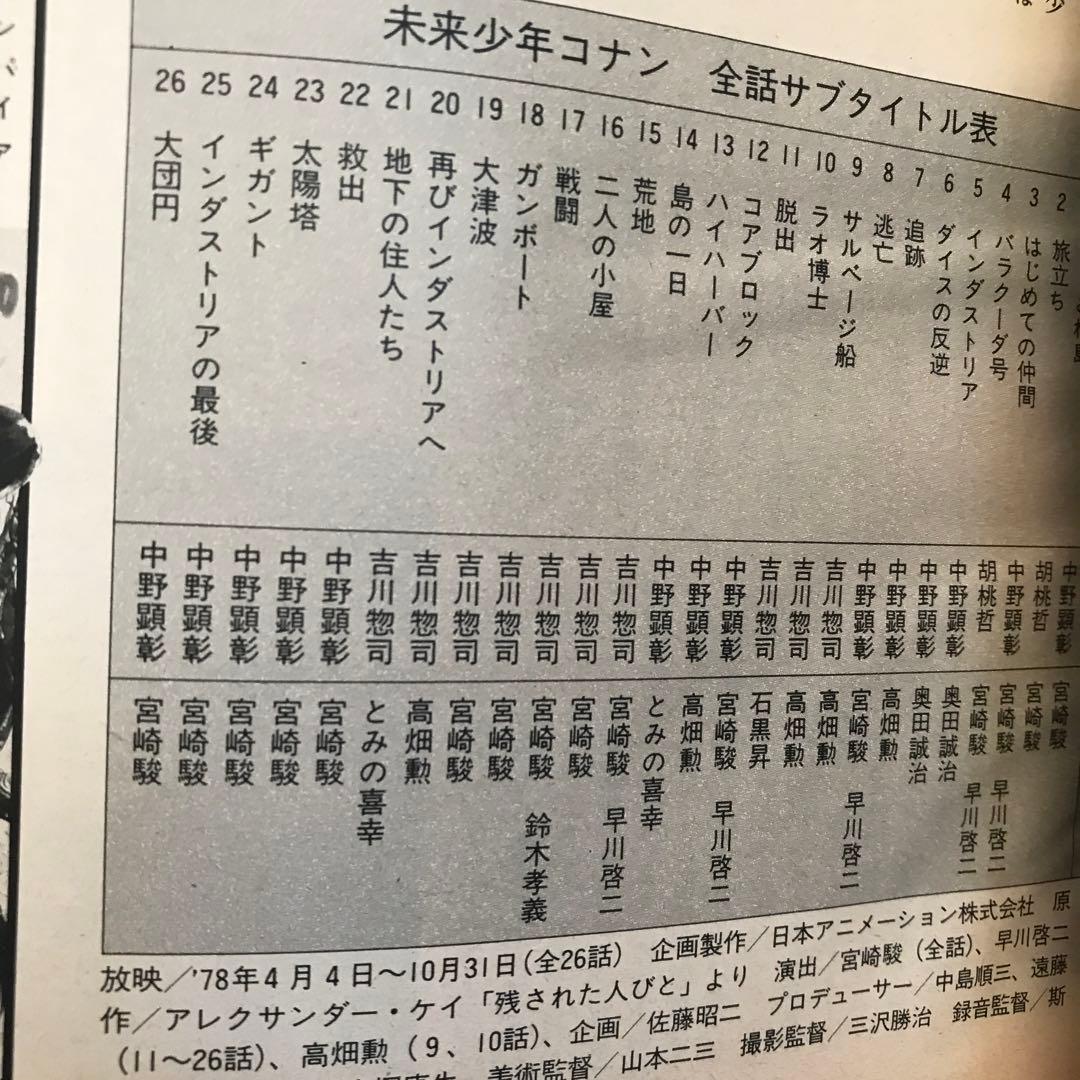 未来少年コナン 全話サブタイトル表
中野顕彰 宮崎駿
2 旅立ち 胡桃哲 宮崎駿
3 はじめての仲間 中野顕彰 宮崎駿 早川啓二
4 バラクーダ号 胡桃哲 宮崎駿 早川啓二
5 インダストリア 中野顕彰 奥田誠治
6 ダイスの反逆 中野顕彰 奥田誠治
7 追跡 中野顕彰 高畑勲
8 逃亡 中野顕彰 宮崎駿 早川啓二
9 サルベージ船 吉川惣司 高畑勲
10 ラオ博士 吉川惣司 高畑勲
11 脱出 吉川惣司 石黒昇
12 コアブロック 中野顕彰 宮崎駿 早川啓二
13 ハイハーバー 中野顕彰 高畑勲
14 島の一日 中野顕彰 とみの喜幸
15 荒地 吉川惣司 宮崎駿 早川啓二
16 二人の小屋 吉川惣司 宮崎駿
17 戦闘 吉川惣司 宮崎駿 鈴木孝義
18 ガンボート 吉川惣司 宮崎駿
19 大津波 吉川惣司 宮崎駿
20 再びインダストリアへ 吉川惣司 高畑勲
21 地下の住人たち 吉川惣司 とみの喜幸
22 救出 中野顕彰 宮崎駿
23 太陽塔 中野顕彰 宮崎駿
24 ギガント 中野顕彰 宮崎駿
25 インダストリアの最後 中野顕彰 宮崎駿
26 大団円 中野顕彰 宮崎駿
放映／'78年4月4日〜10月31日(全26話) 企画製作／日本アニメーション株式会社 原
作／アレクサンダー・ケイ「残された人びと」より 演出／宮崎駿(全話)、早川啓二
(11〜26話)、高畑勲(9、10話)、企画／佐藤昭二 プロデューサー／中島順三、遠藤
美術監督／山本二三 撮影監督／三沢勝治 録音監督／斯